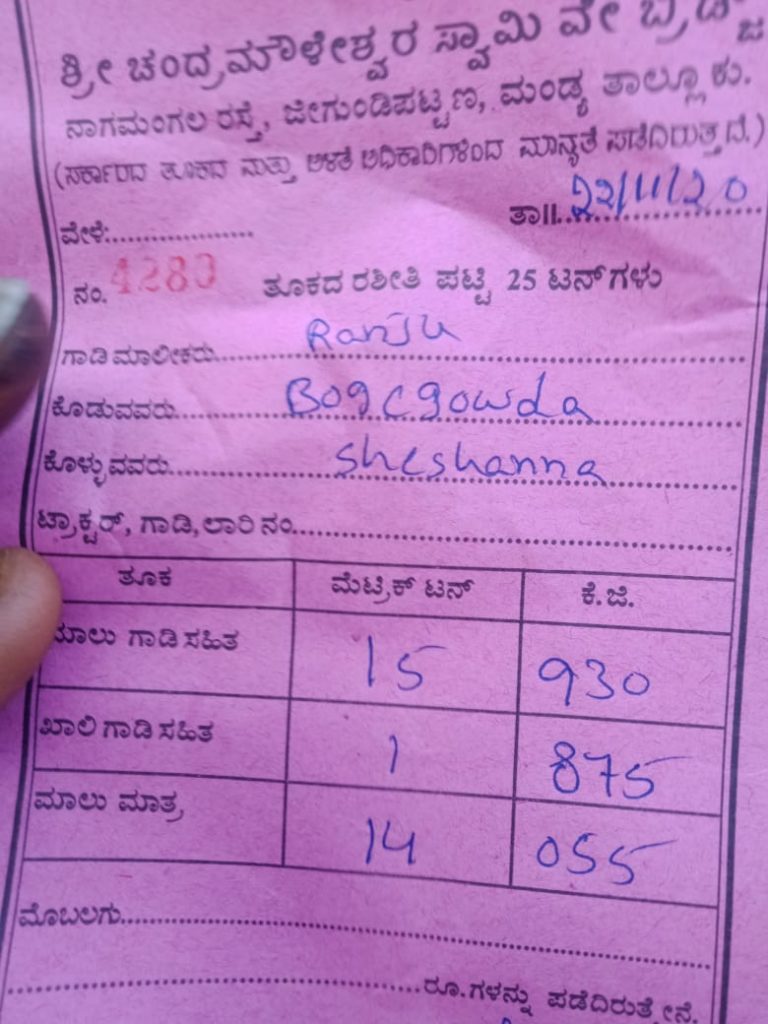 ಶ್ರೀ ಚಂದ್ರಮೌಳೇಶ್ವರ ಸ್ವಾಮಿ ವೇ ಬ್ರಿಡ್ಜ್
ನಾಗಮಂಗಲ ರಸ್ತೆ, ಜೀಗುಂಡಿಪಟ್ಟಣ, ಮಂಡ್ಯ ತಾಲ್ಲೂಕು.
(ಸರ್ಕಾರದ ತೂಕದ ಮತ್ತು ಅಳತೆ ಅಧಿಕಾರಿಗಳಿಂದ ಮಾನ್ಯತೆ ಪಡೆದಿರುತ್ತದೆ.)
ತಾ॥. 22/11/20
ವೇಳೆ:
ನಂ. 4280 ತೂಕದ ರಶೀತಿ ಪಟ್ಟಿ 25 ಟನ್‌ಗಳು
ಗಾಡಿ ಮಾಲೀಕರು Ranju
ಕೊಡುವವರು Bogegowda
ಕೊಳ್ಳುವವರು Sheshanna
ಟ್ರಾಕ್ಟರ್, ಗಾಡಿ, ಲಾರಿ ನಂ.
ತೂಕ ಮೆಟ್ರಿಕ್ ಟನ್ ಕೆ.ಜಿ.
ಮಾಲು ಗಾಡಿ ಸಹಿತ 15 930
ಖಾಲಿ ಗಾಡಿ ಸಹಿತ 1 875
ಮಾಲು ಮಾತ್ರ 14 055
ಮೊಬಲಗು
ರೂ.ಗಳನ್ನು ಪಡೆದಿರುತ್ತೇನೆ.